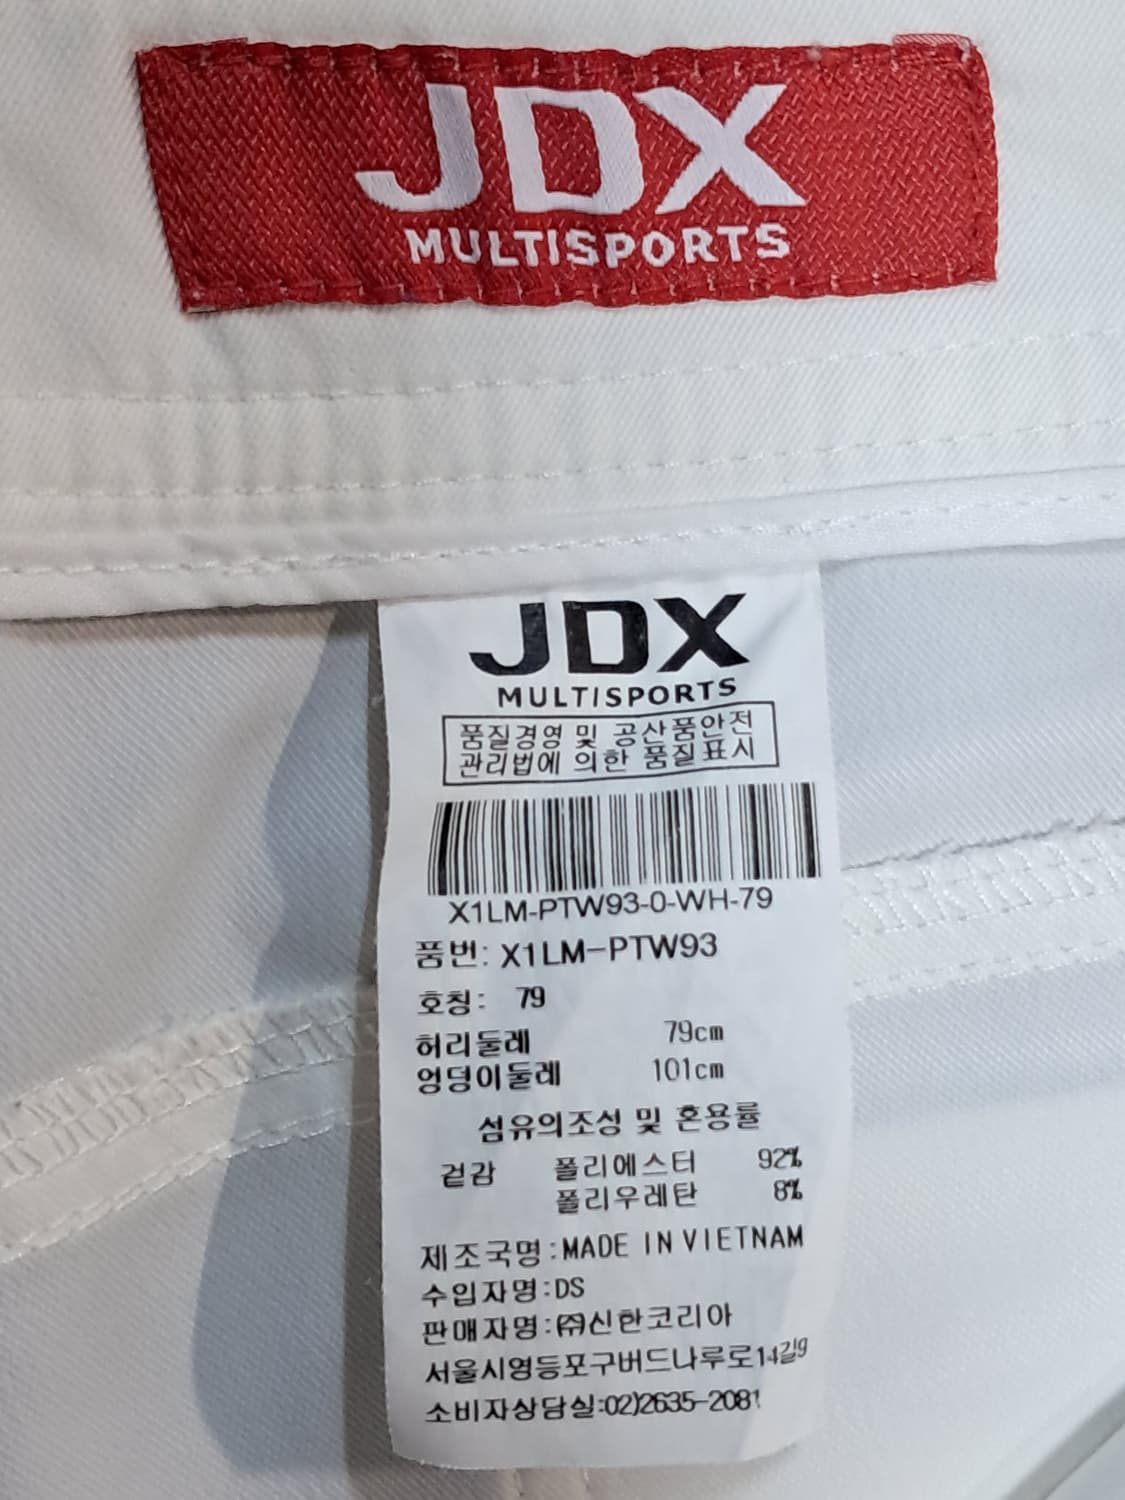 JDX
MULTISPORTS
JDX
MULTISPORTS
품질경영 및 공산품안전
관리법에 의한 품질표시
X1LM-PTW93-0-WH-79
품번: X1LM-PTW93
호칭: 79
허리둘레 79cm
엉덩이둘레 101cm
섬유의조성 및 혼용률
겉감 폴리에스터 92%
폴리우레탄 8%
제조국명:MADE IN VIETNAM
수입자명:DS
판매자명:㈜신한코리아
서울시영등포구버드나루로14길9
소비자상담실:02)2635-2081